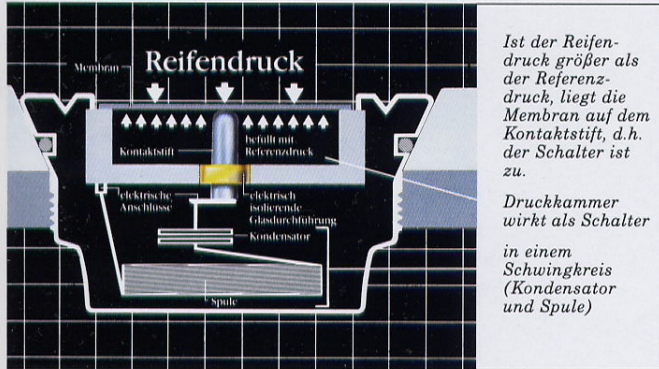 Reifendruck
Membran
Kontaktstift
befüllt mit
Referenzdruck
elektrische
Anschlüsse
elektrisch
isolierende
Glasdurchführung
Kondensator
Spule
Ist der Reifen-
druck größer als
der Referenz-
druck, liegt die
Membran auf dem
Kontaktstift, d.h.
der Schalter ist
zu.
Druckkammer
wirkt als Schalter
in einem
Schwingkreis
(Kondensator
und Spule)